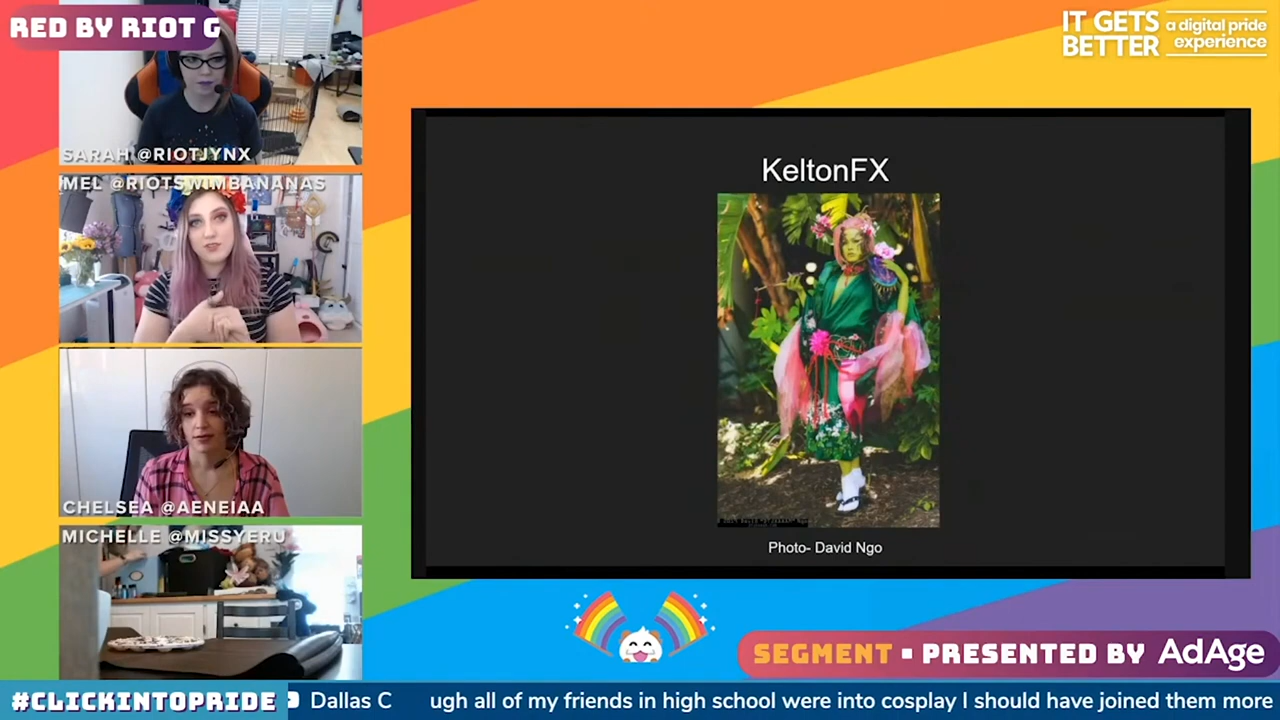 RED BY RIOT G
IT GETS
BETTER
a digital pride
experience
SARAH @RIOTJYNX
MEL @RIOTSWIMBANANAS
CHELSEA @AENEIAA
MICHELLE @MISSYERU
KeltonFX
Photo- David Ngo
SEGMENT ▪ PRESENTED BY AdAge
#CLICKINTOPRIDE
Dallas C ugh all of my friends in high school were into cosplay I should have joined them more